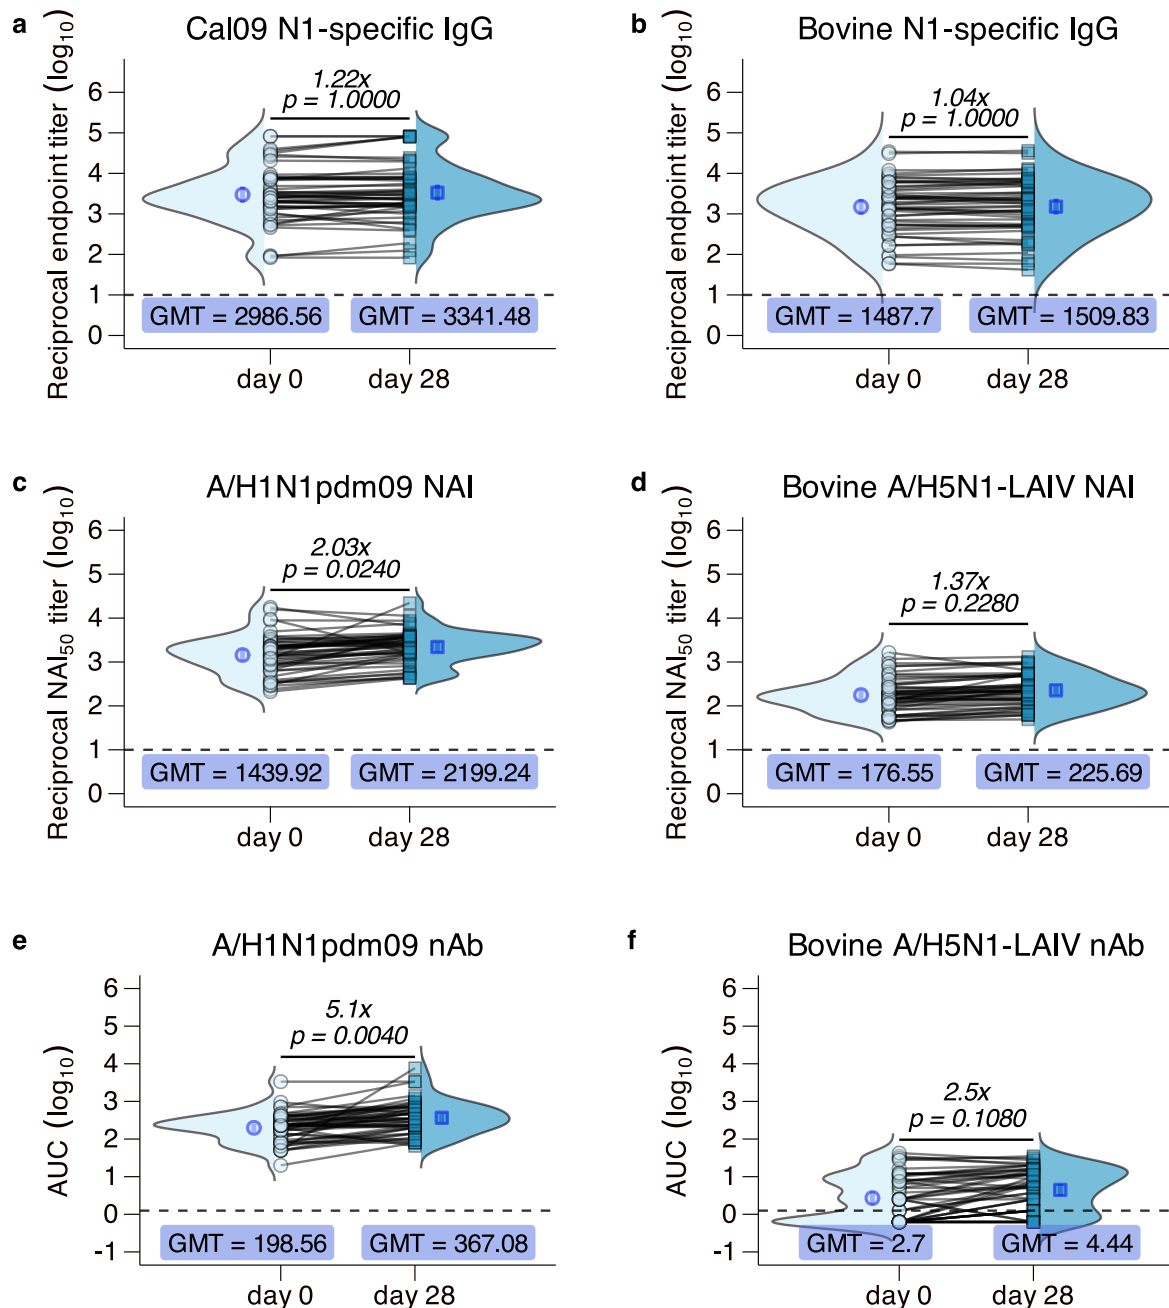 a
Cal09 N1-specific IgG
Reciprocal endpoint titer (log10)
6
5
4
3
2
1
0
1.22x
p = 1.0000
GMT = 2986.56
GMT = 3341.48
day 0
day 28
b
Bovine N1-specific IgG
Reciprocal endpoint titer (log10)
6
5
4
3
2
1
0
1.04x
p = 1.0000
GMT = 1487.7
GMT = 1509.83
day 0
day 28
c
A/H1N1pdm09 NAI
Reciprocal NAI50 titer (log10)
6
5
4
3
2
1
0
2.03x
p = 0.0240
GMT = 1439.92
GMT = 2199.24
day 0
day 28
d
Bovine A/H5N1-LAIV NAI
Reciprocal NAI50 titer (log10)
6
5
4
3
2
1
0
1.37x
p = 0.2280
GMT = 176.55
GMT = 225.69
day 0
day 28
e
A/H1N1pdm09 nAb
AUC (log10)
6
5
4
3
2
1
0
-1
5.1x
p = 0.0040
GMT = 198.56
GMT = 367.08
day 0
day 28
f
Bovine A/H5N1-LAIV nAb
AUC (log10)
6
5
4
3
2
1
0
-1
2.5x
p = 0.1080
GMT = 2.7
GMT = 4.44
day 0
day 28